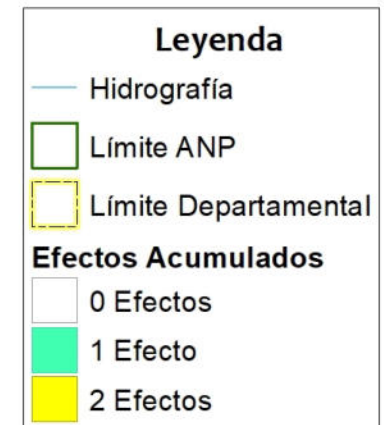 Leyenda
Hidrografía
Límite ANP
Límite Departamental
Efectos Acumulados
0 Efectos
1 Efecto
2 Efectos